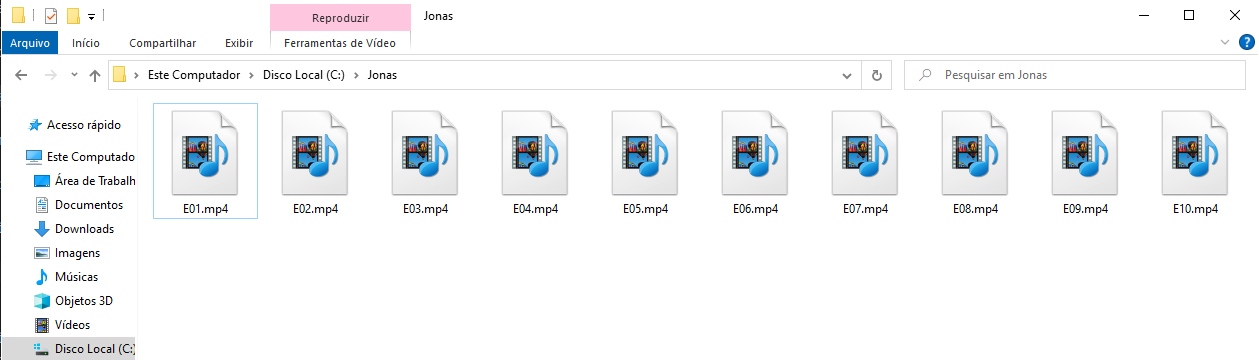 Reproduzir
Jonas
Arquivo
Início
Compartilhar
Exibir
Ferramentas de Vídeo
?
Este Computador
Disco Local (C:)
Jonas
Pesquisar em Jonas
Acesso rápido
Este Computado
Área de Trabalh
Documentos
Downloads
Imagens
Músicas
Objetos 3D
Vídeos
Disco Local (C:
E01.mp4
E02.mp4
E03.mp4
E04.mp4
E05.mp4
E06.mp4
E07.mp4
E08.mp4
E09.mp4
E10.mp4